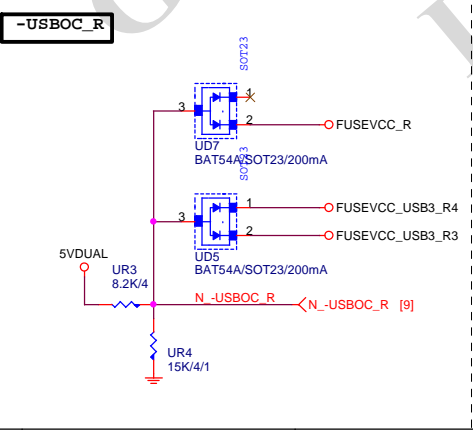 -USBOC_R
SOT23
1
3
2
FUSEVCC_R
UD7
BAT54A/SOT23/200mA
SOT23
1
FUSEVCC_USB3_R4
3
2
FUSEVCC_USB3_R3
UD5
BAT54A/SOT23/200mA
5VDUAL
UR3
8.2K/4
N_-USBOC_R
N_-USBOC_R [9]
UR4
15K/4/1